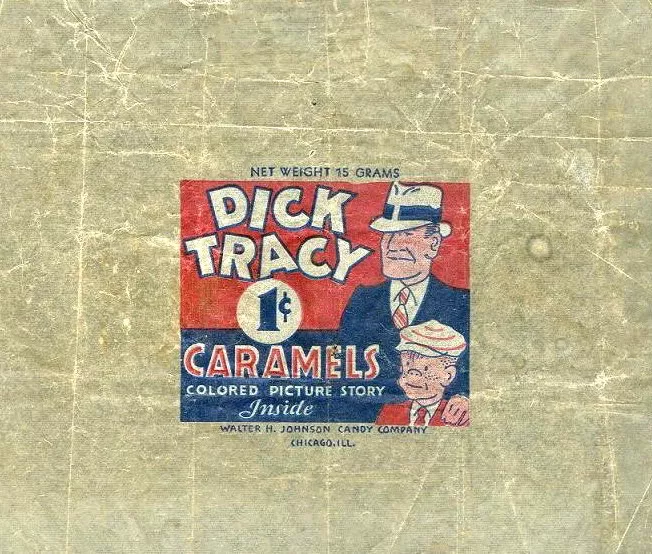 NET WEIGHT 15 GRAMS
DICK
TRACY
1¢
CARAMELS
COLORED PICTURE STORY
Inside
WALTER H. JOHNSON CANDY COMPANY
CHICAGO, ILL.